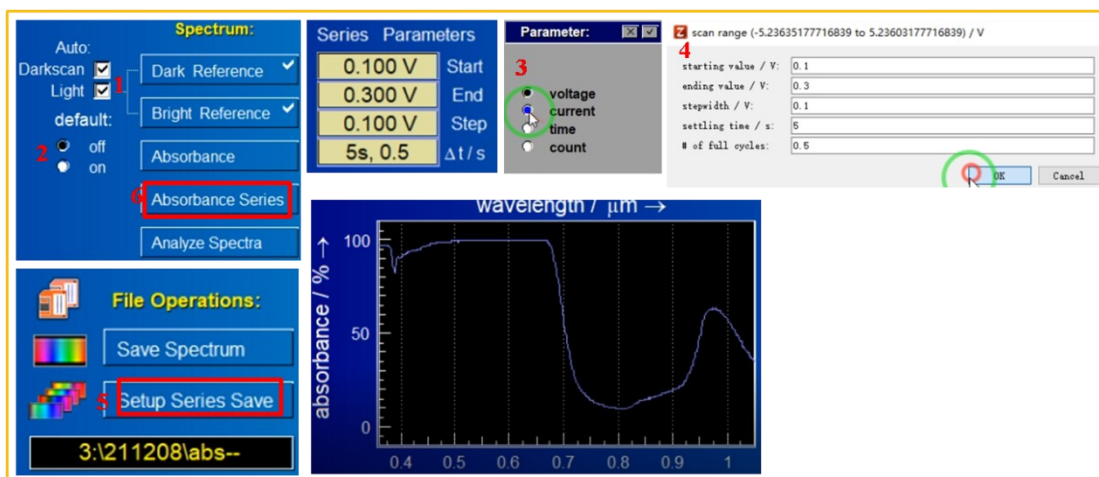 Spectrum:
Auto:
Darkscan
Light
1
Dark Reference
Bright Reference
default:
2
off
on
Absorbance
6
Absorbance Series
Analyze Spectra
Series Parameters
0.100 V Start
0.300 V End
0.100 V Step
5s, 0.5 Δt/s
Parameter:
3
voltage
current
time
count
Z scan range (-5.23635177716839 to 5.23603177716839) / V
4
starting value / V: 0.1
ending value / V: 0.3
stepwidth / V: 0.1
settling time / s: 5
# of full cycles: 0.5
OK Cancel
File Operations:
Save Spectrum
5
Setup Series Save
3:\211208\abs--
wavelength / μm →
absorbance / % →
100
50
0
0.4 0.5 0.6 0.7 0.8 0.9 1